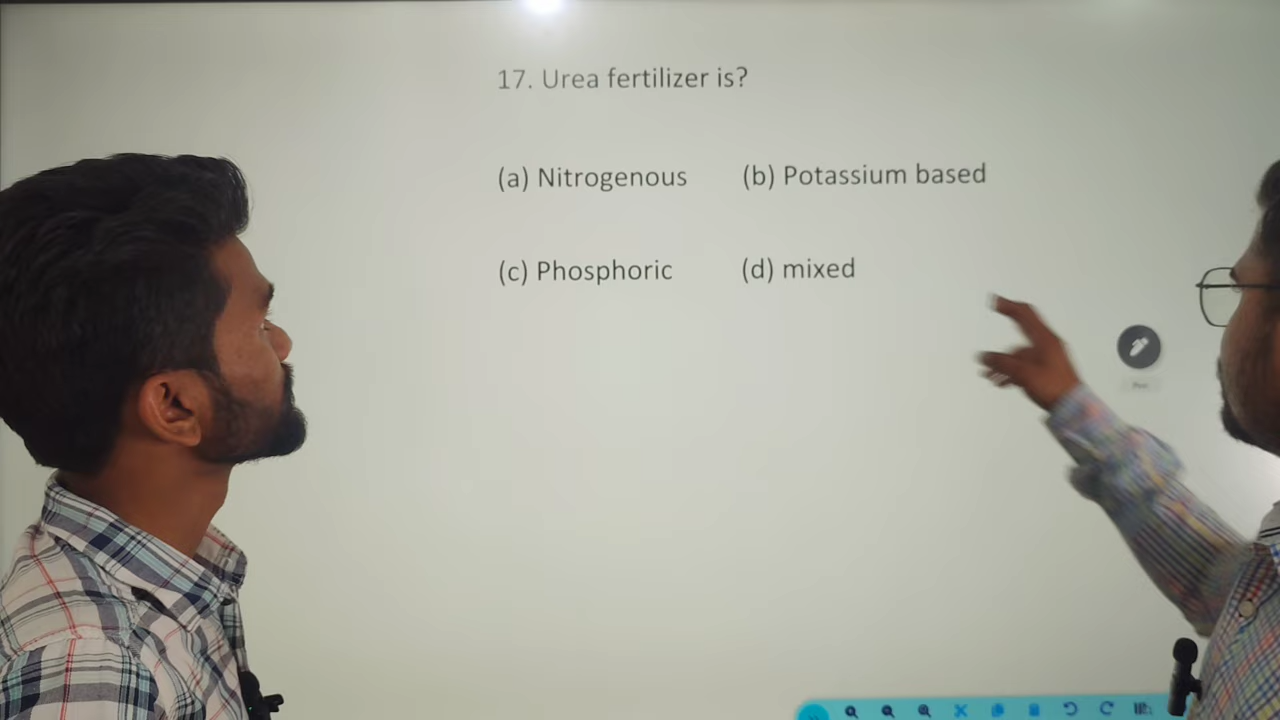 17. Urea fertilizer is?
(a) Nitrogenous (b) Potassium based
(c) Phosphoric (d) mixed